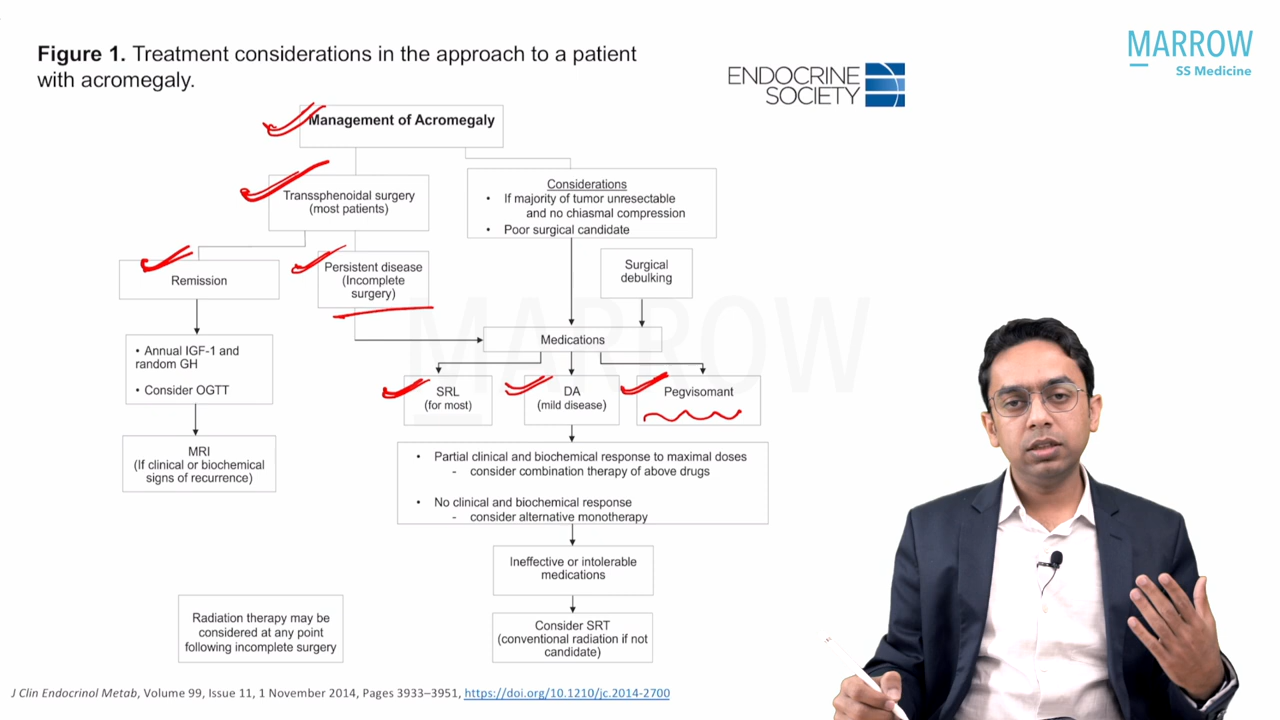 Figure 1. Treatment considerations in the approach to a patient
with acromegaly.
MARROW
SS Medicine
ENDOCRINE
SOCIETY
Management of Acromegaly
Transsphenoidal surgery
(most patients)
Considerations
• If majority of tumor unresectable
and no chiasmal compression
• Poor surgical candidate
Remission
Persistent disease
(Incomplete
surgery)
Surgical
debulking
• Annual IGF-1 and
random GH
• Consider OGTT
Medications
MARROW
SRL
(for most)
DA
(mild disease)
Pegvisomant
MRI
(If clinical or biochemical
signs of recurrence)
• Partial clinical and biochemical response to maximal doses
- consider combination therapy of above drugs
• No clinical and biochemical response
- consider alternative monotherapy
Ineffective or intolerable
medications
Radiation therapy may be
considered at any point
following incomplete surgery
Consider SRT
(conventional radiation if not
candidate)
J Clin Endocrinol Metab, Volume 99, Issue 11, 1 November 2014, Pages 3933–3951, https://doi.org/10.1210/jc.2014-2700